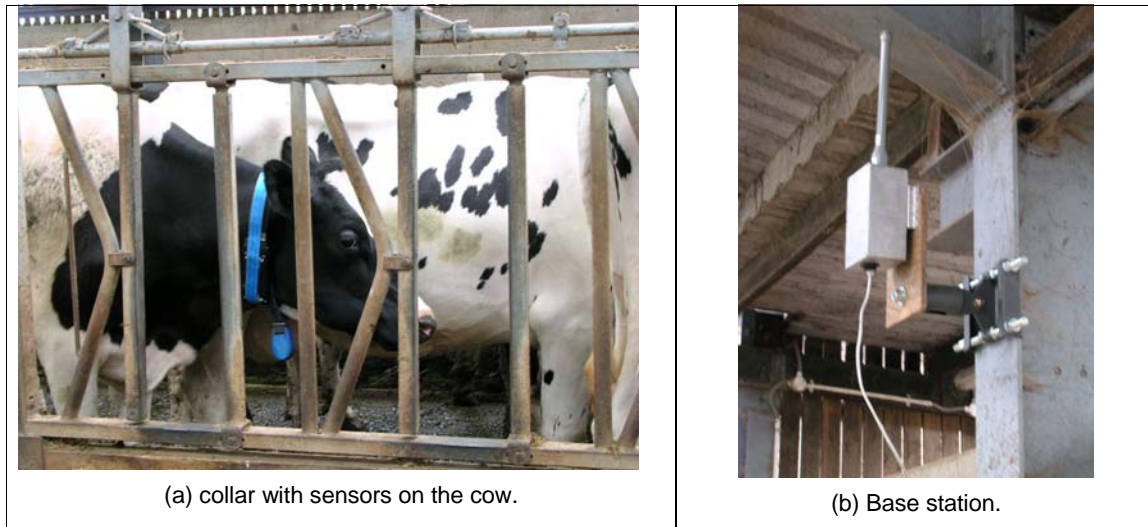 (a) collar with sensors on the cow.
(b) Base station.